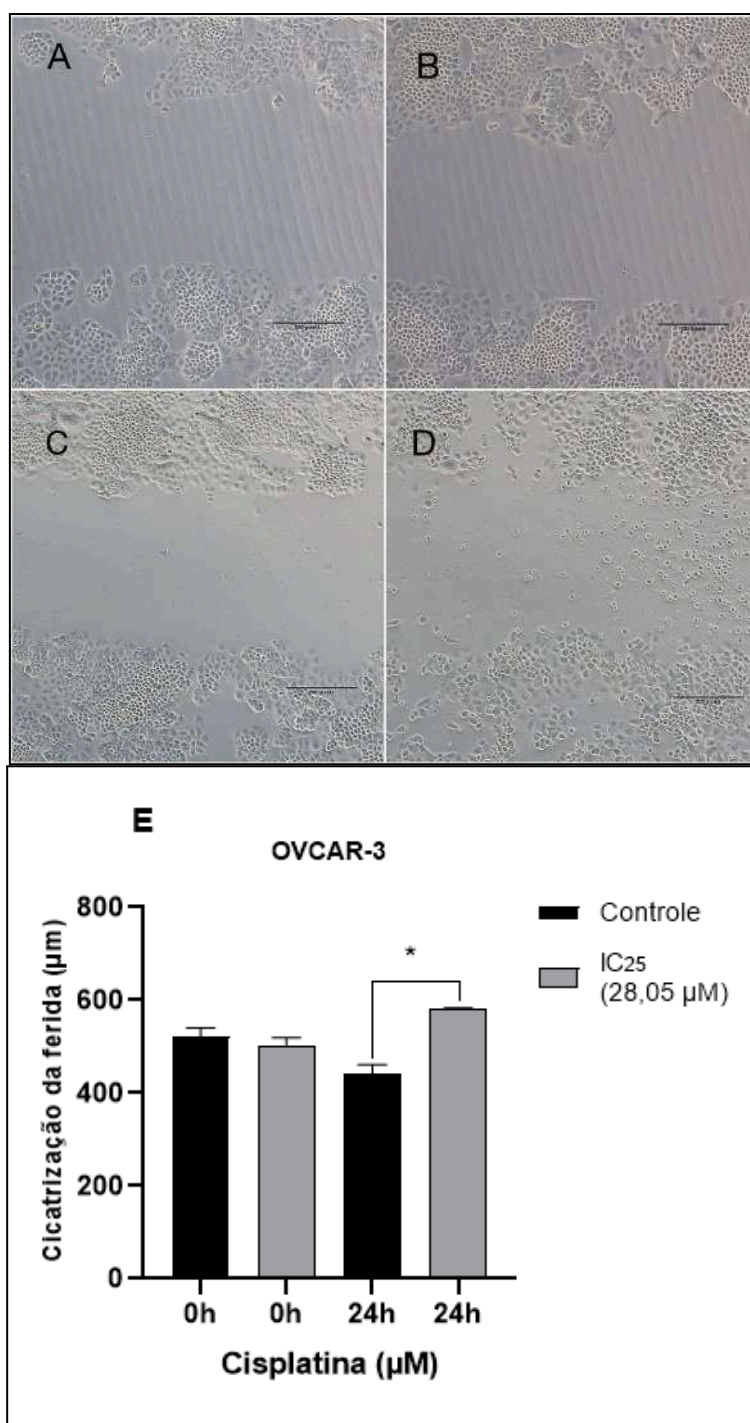 A
B
C
D
E
OVCAR-3
Cicatrização da ferida (µm)
800
600
400
200
0
*
0h
0h
24h
24h
Cisplatina (µM)
Controle
IC25
(28,05 µM)